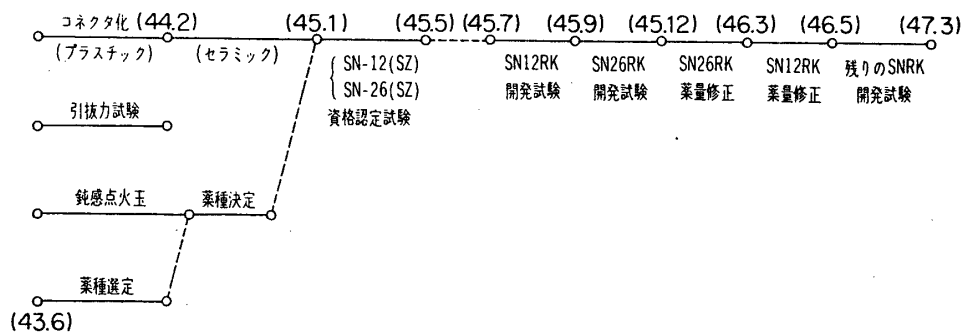 コネクタ化 (44.2) (45.1) (45.5) (45.7) (45.9) (45.12) (46.3) (46.5) (47.3)
(プラスチック) (セラミック) SN-12(SZ) SN12RK SN26RK SN26RK SN12RK 残りのSNRK
SN-26(SZ) 開発試験 開発試験 薬量修正 薬量修正 開発試験
資格認定試験
引抜力試験
鈍感点火玉 薬種決定
薬種選定
(43.6)